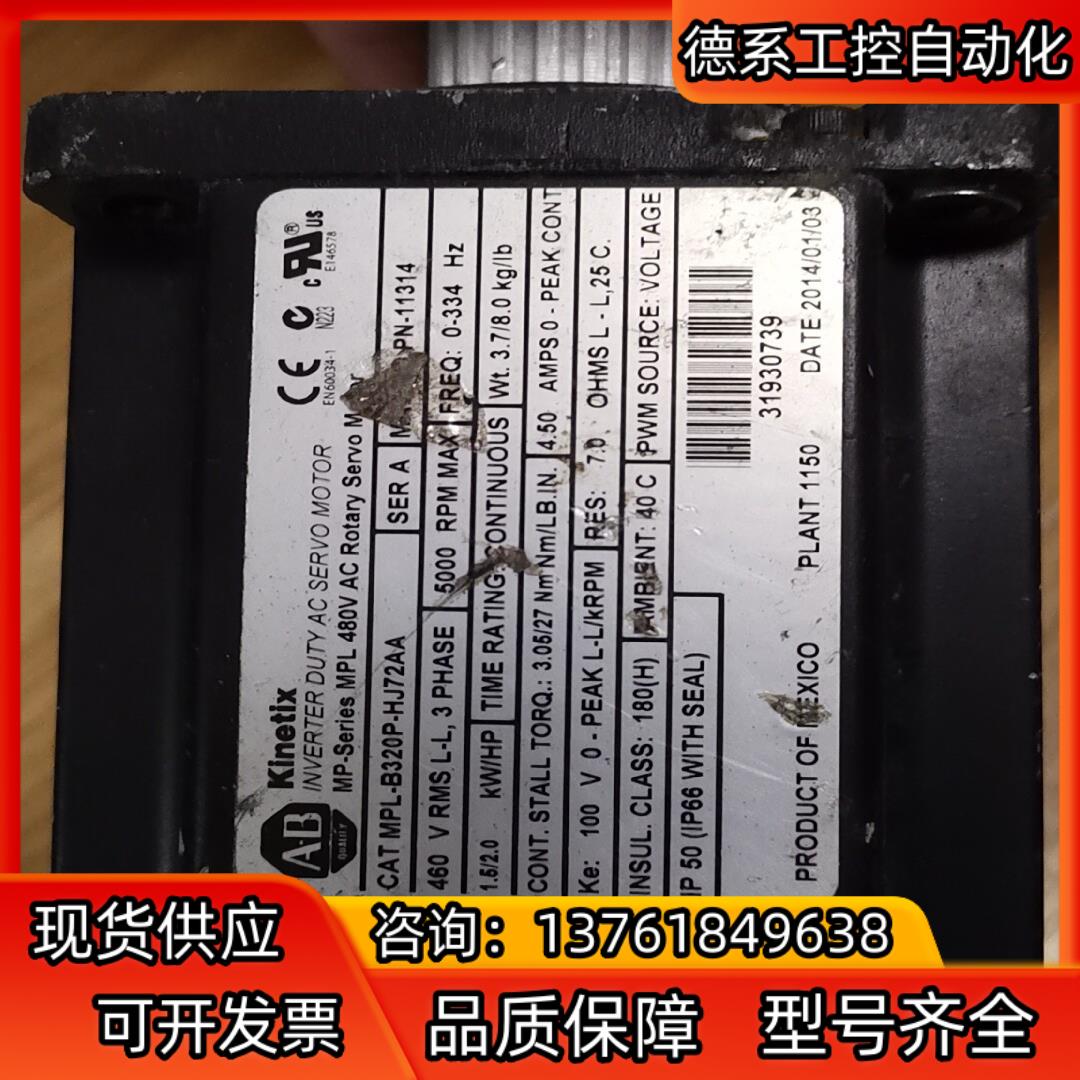 德系工控自动化
A-B
QUALITY
Kinetix
INVERTER DUTY AC SERVO MOTOR
MP-Series MPL 480V AC Rotary Servo
CE
EN60034-1
N223
c UR US
E146578
CAT MPL-B320P-HJ72AA SER A PN-11314
460 V RMS L-L, 3 PHASE 5000 RPM MAX FREQ: 0-334 Hz
1.5/2.0 KW/HP TIME RATING: CONTINUOUS Wt. 3.7/8.0 kg/lb
CONT. STALL TORQ.: 3.05/27 Nm Nm/LB.IN. 4.50 AMPS 0 - PEAK CONT
Ke: 100 V 0 - PEAK L-L/kRPM RES: 7.0 OHMS L - L,25 C.
INSUL. CLASS: 180(H) AMBIENT: 40 C PWM SOURCE: VOLTAGE
IP 50 (IP66 WITH SEAL)
31930739
PRODUCT OF MEXICO PLANT 1150 DATE 2014/01/03
现货供应
咨询：13761849638
可开发票 品质保障 型号齐全